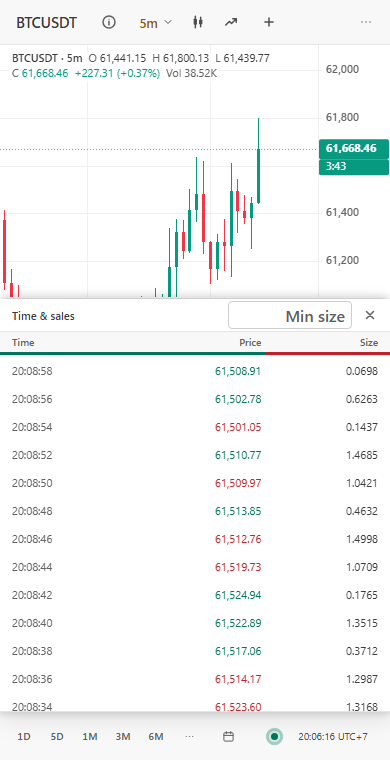 BTCUSDT 5m
BTCUSDT · 5m O 61,441.15 H 61,800.13 L 61,439.77
C 61,668.46 +227.31 (+0.37%) Vol 38.52K
62,000
61,800
61,668.46
3:43
61,400
61,200
Time & sales Min size
Time Price Size
20:08:58 61,508.91 0.0698
20:08:56 61,502.78 0.6263
20:08:54 61,501.05 0.1437
20:08:52 61,510.77 1.4685
20:08:50 61,509.97 1.0421
20:08:48 61,513.85 0.4632
20:08:46 61,512.76 1.4998
20:08:44 61,519.73 1.0709
20:08:42 61,524.94 0.1765
20:08:40 61,522.89 1.3515
20:08:38 61,517.06 0.3712
20:08:36 61,514.17 1.2987
20:08:34 61,523.60 1.3168
1D 5D 1M 3M 6M ... 20:06:16 UTC+7